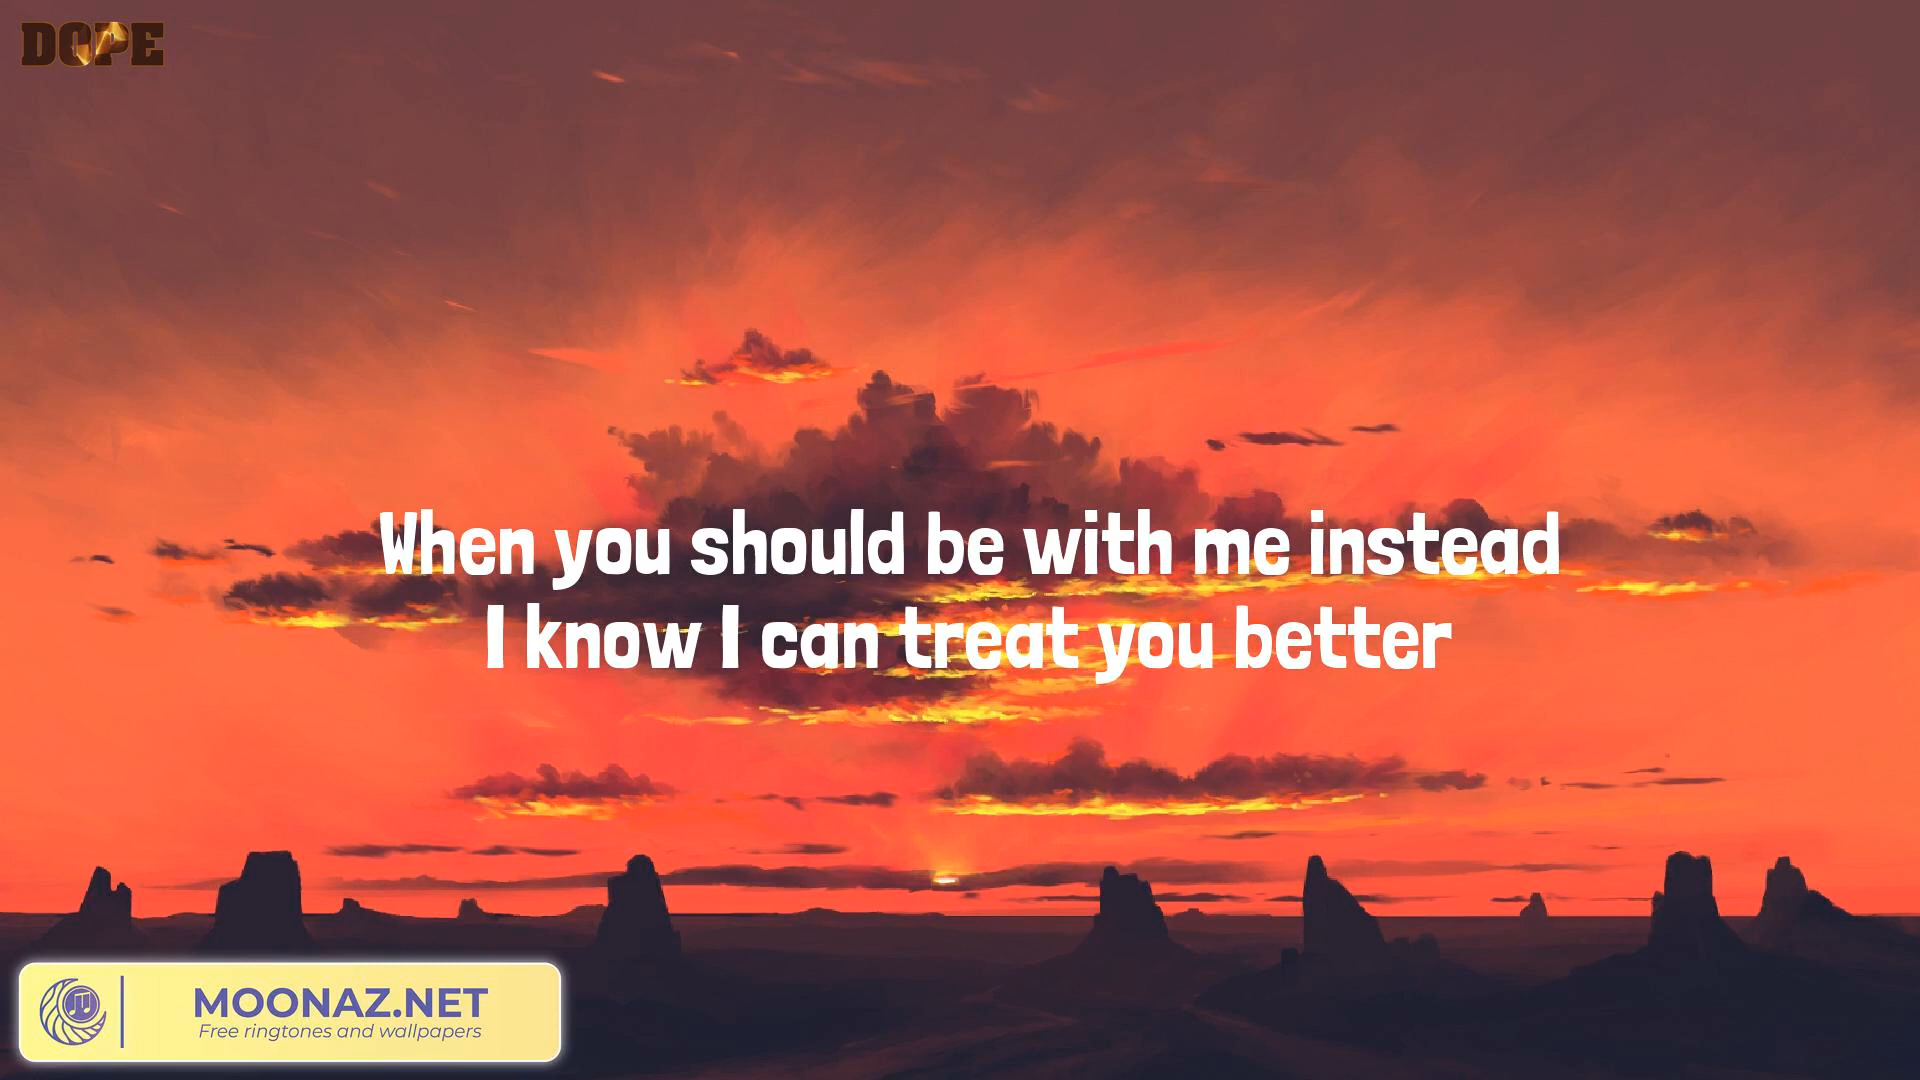 DOPE
When you should be with me instead
I know I can treat you better
MOONAZ.NET
Free ringtones and wallpapers